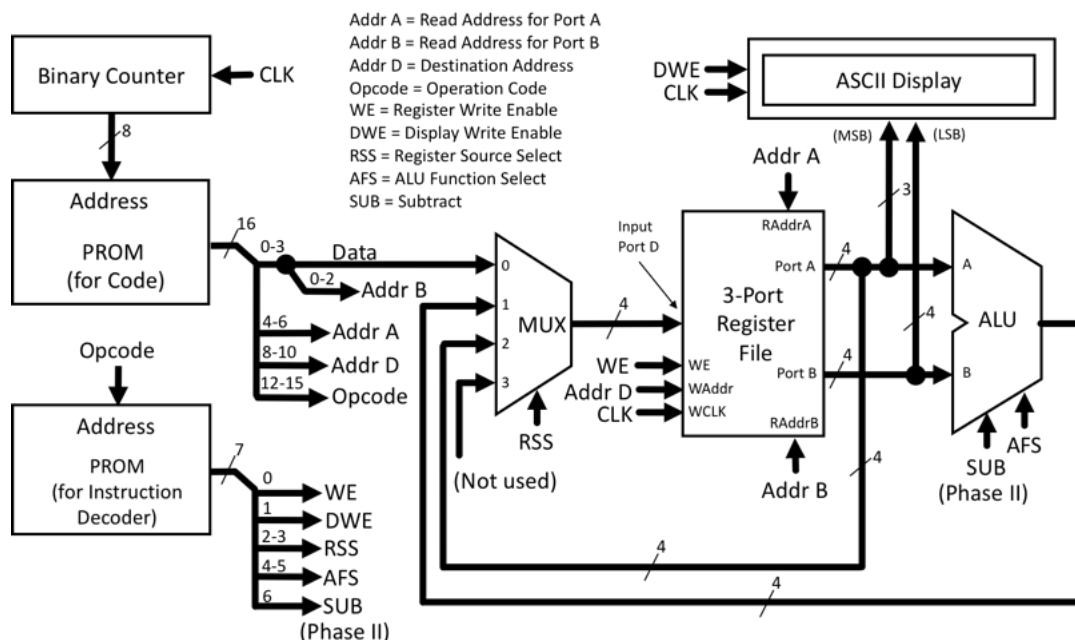 Addr A = Read Address for Port A
Addr B = Read Address for Port B
Addr D = Destination Address
Opcode = Operation Code
WE = Register Write Enable
DWE = Display Write Enable
RSS = Register Source Select
AFS = ALU Function Select
SUB = Subtract
Binary Counter
CLK
8
Address
PROM
(for Code)
16
0-3
Data
0-2
Addr B
4-6
Addr A
8-10
Addr D
12-15
Opcode
Opcode
Address
PROM
(for Instruction
Decoder)
7
0
WE
1
DWE
2-3
RSS
4-5
AFS
6
SUB
(Phase II)
0
1
2
3
MUX
RSS
(Not used)
4
Input
Port D
Addr A
RAddrA
Port A
3-Port
Register
File
WE
WE
Addr D
WAddr
CLK
WCLK
Port B
RAddrB
Addr B
4
4
DWE
CLK
ASCII Display
(MSB)
(LSB)
3
4
A
ALU
B
AFS
SUB
(Phase II)
4
4
4